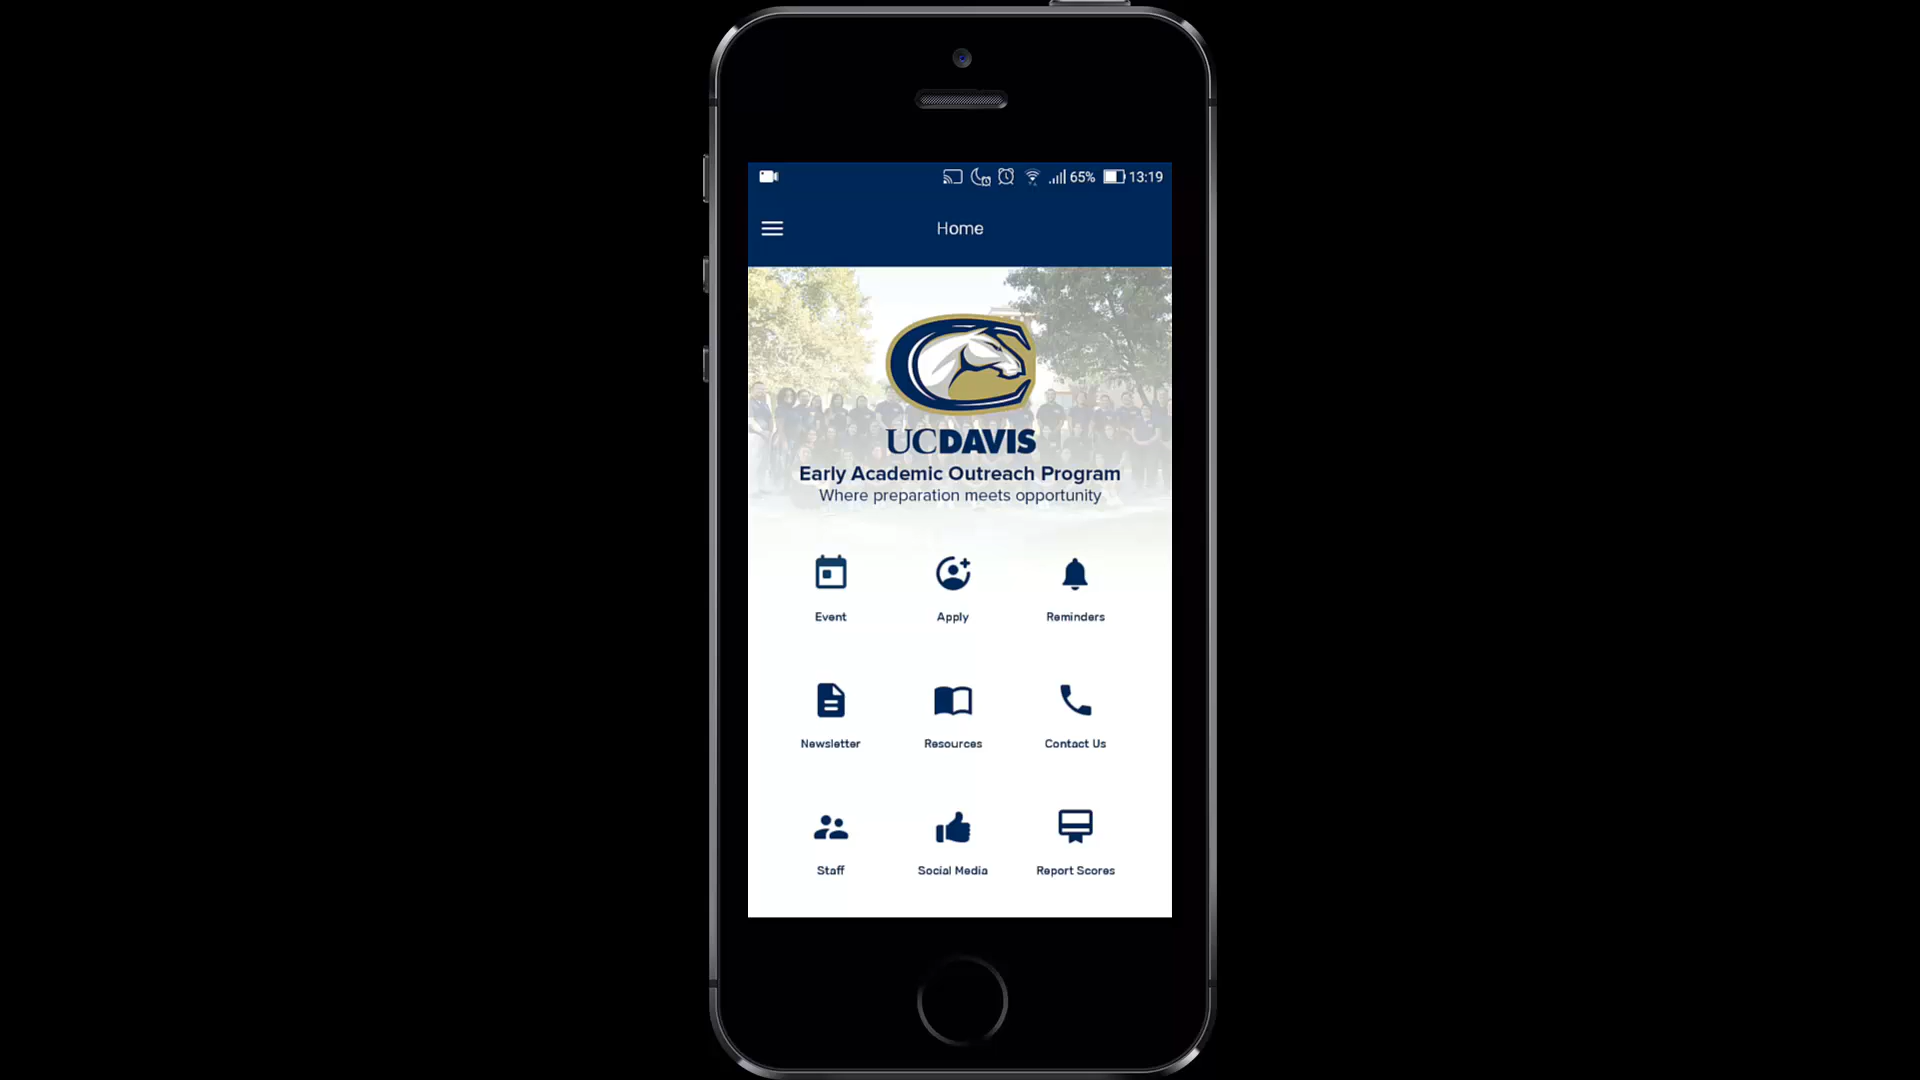 65% 13:19
Home
UCDAVIS
Early Academic Outreach Program
Where preparation meets opportunity
Event Apply Reminders
Newsletter Resources Contact Us
Staff Social Media Report Scores